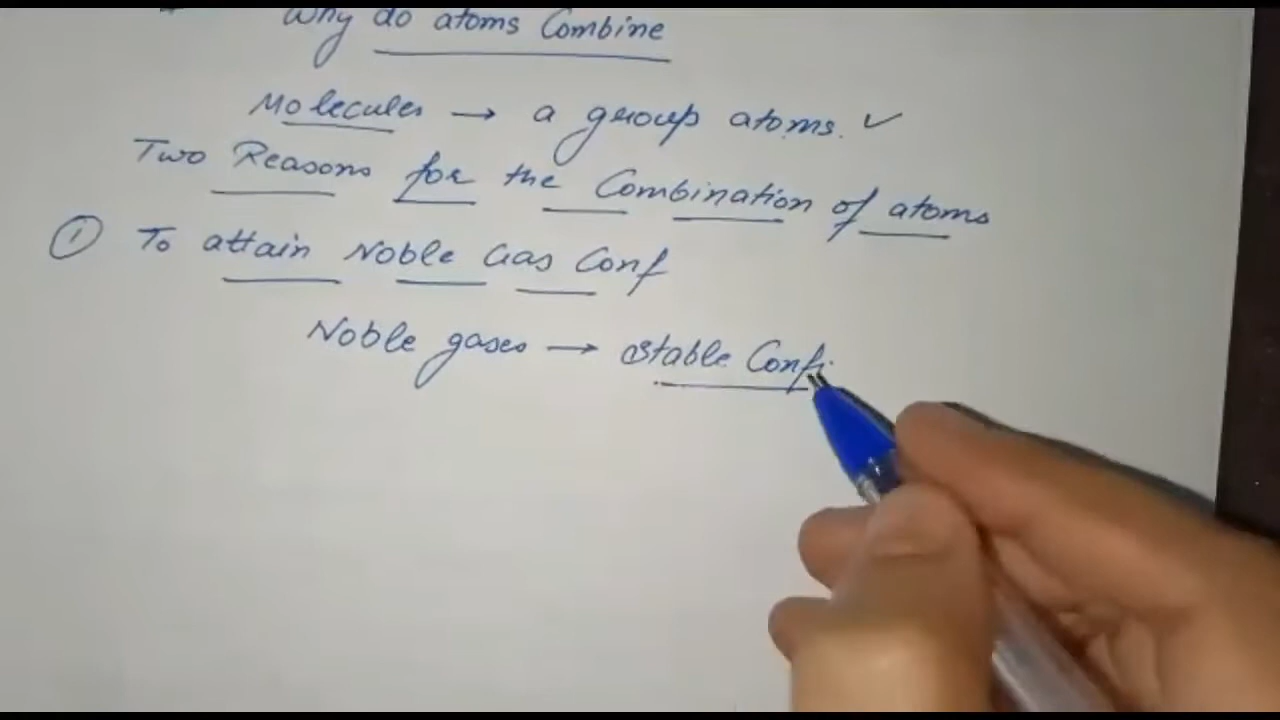 Why do atoms Combine
Molecules → a group atoms. ✓
Two Reasons for the Combination of atoms
① To attain Noble Gas Conf
Noble gases → Stable Conf.